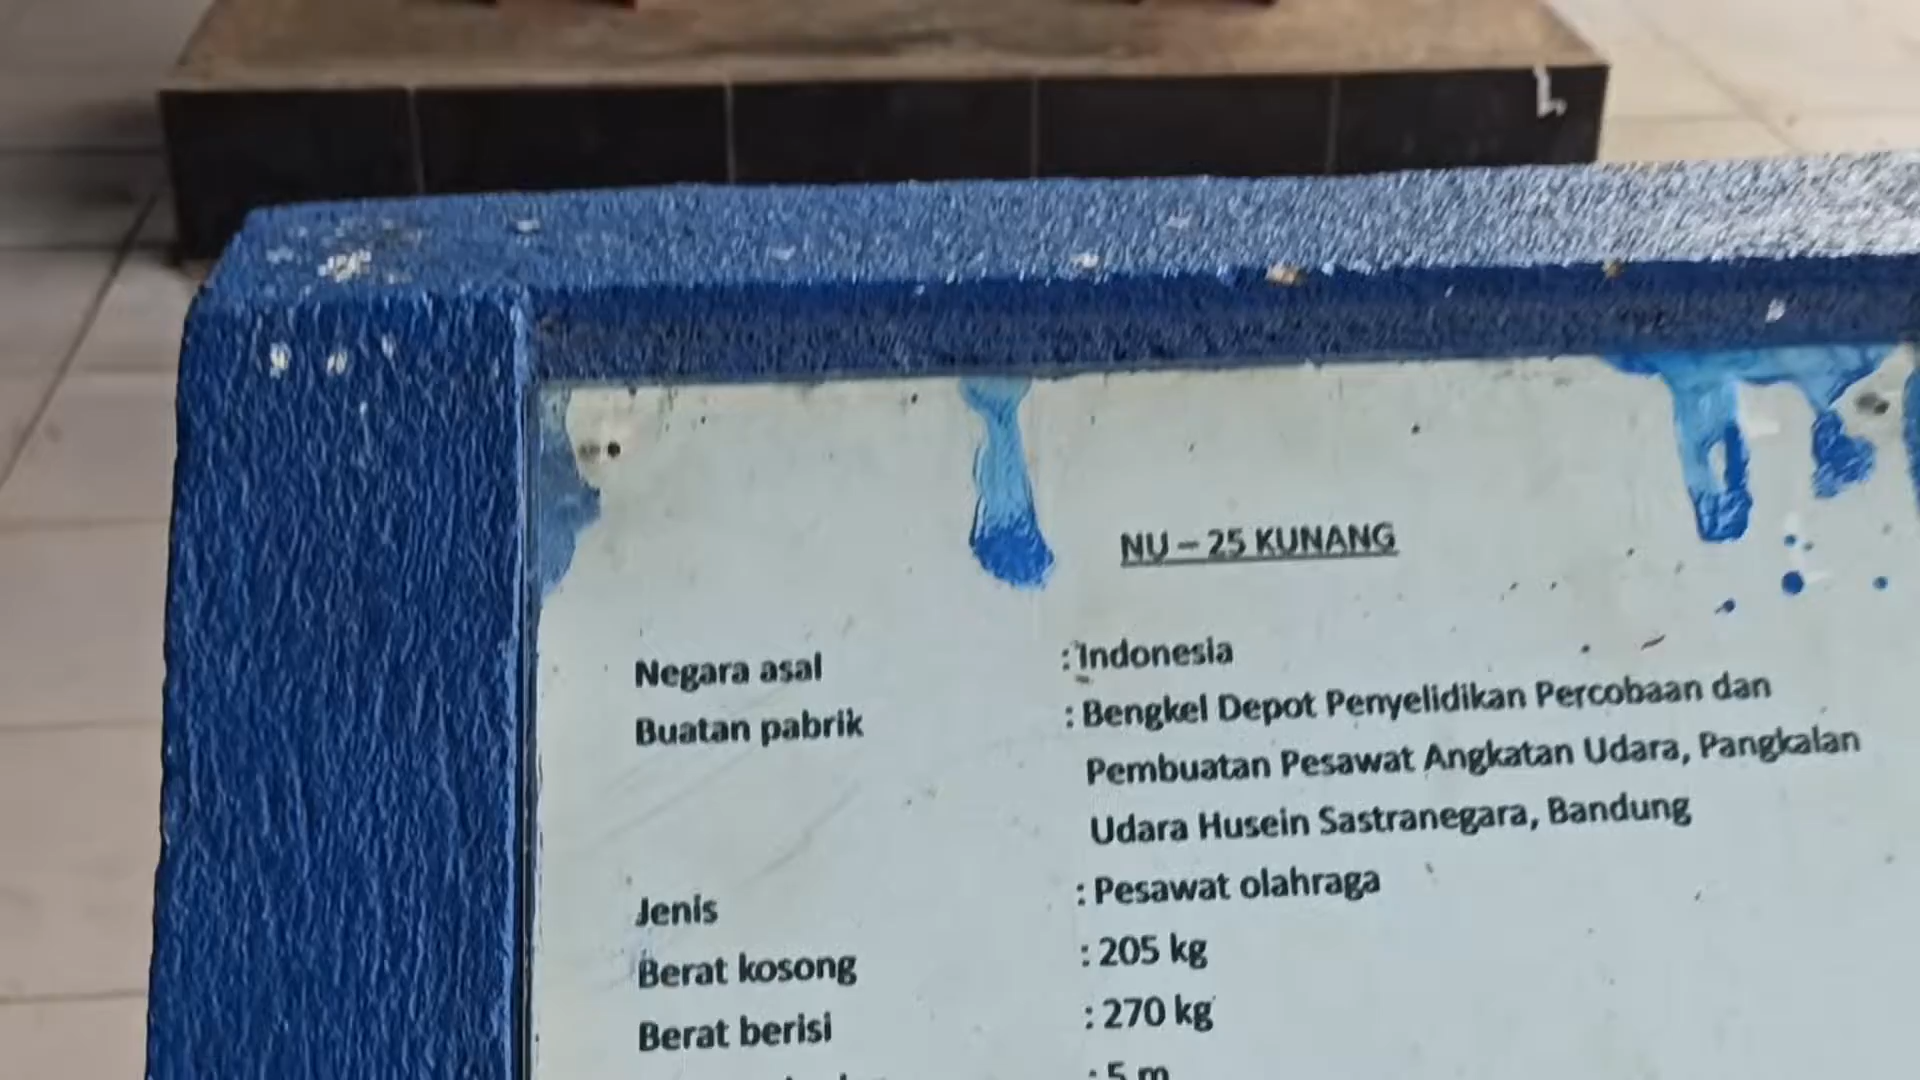 NU – 25 KUNANG
Negara asal : Indonesia
Buatan pabrik : Bengkel Depot Penyelidikan Percobaan dan
Pembuatan Pesawat Angkatan Udara, Pangkalan
Udara Husein Sastranegara, Bandung
Jenis : Pesawat olahraga
Berat kosong : 205 kg
Berat berisi : 270 kg
: 5 m